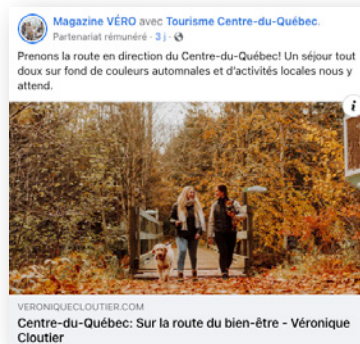 Magazine VÉRO avec Tourisme Centre-du-Québec.
Partenariat rémunéré · 3 j ·
Prenons la route en direction du Centre-du-Québec! Un séjour tout
doux sur fond de couleurs automnales et d'activités locales nous y
attend.
i
VERONIQUECLOUTIER.COM
Centre-du-Québec: Sur la route du bien-être - Véronique
Cloutier